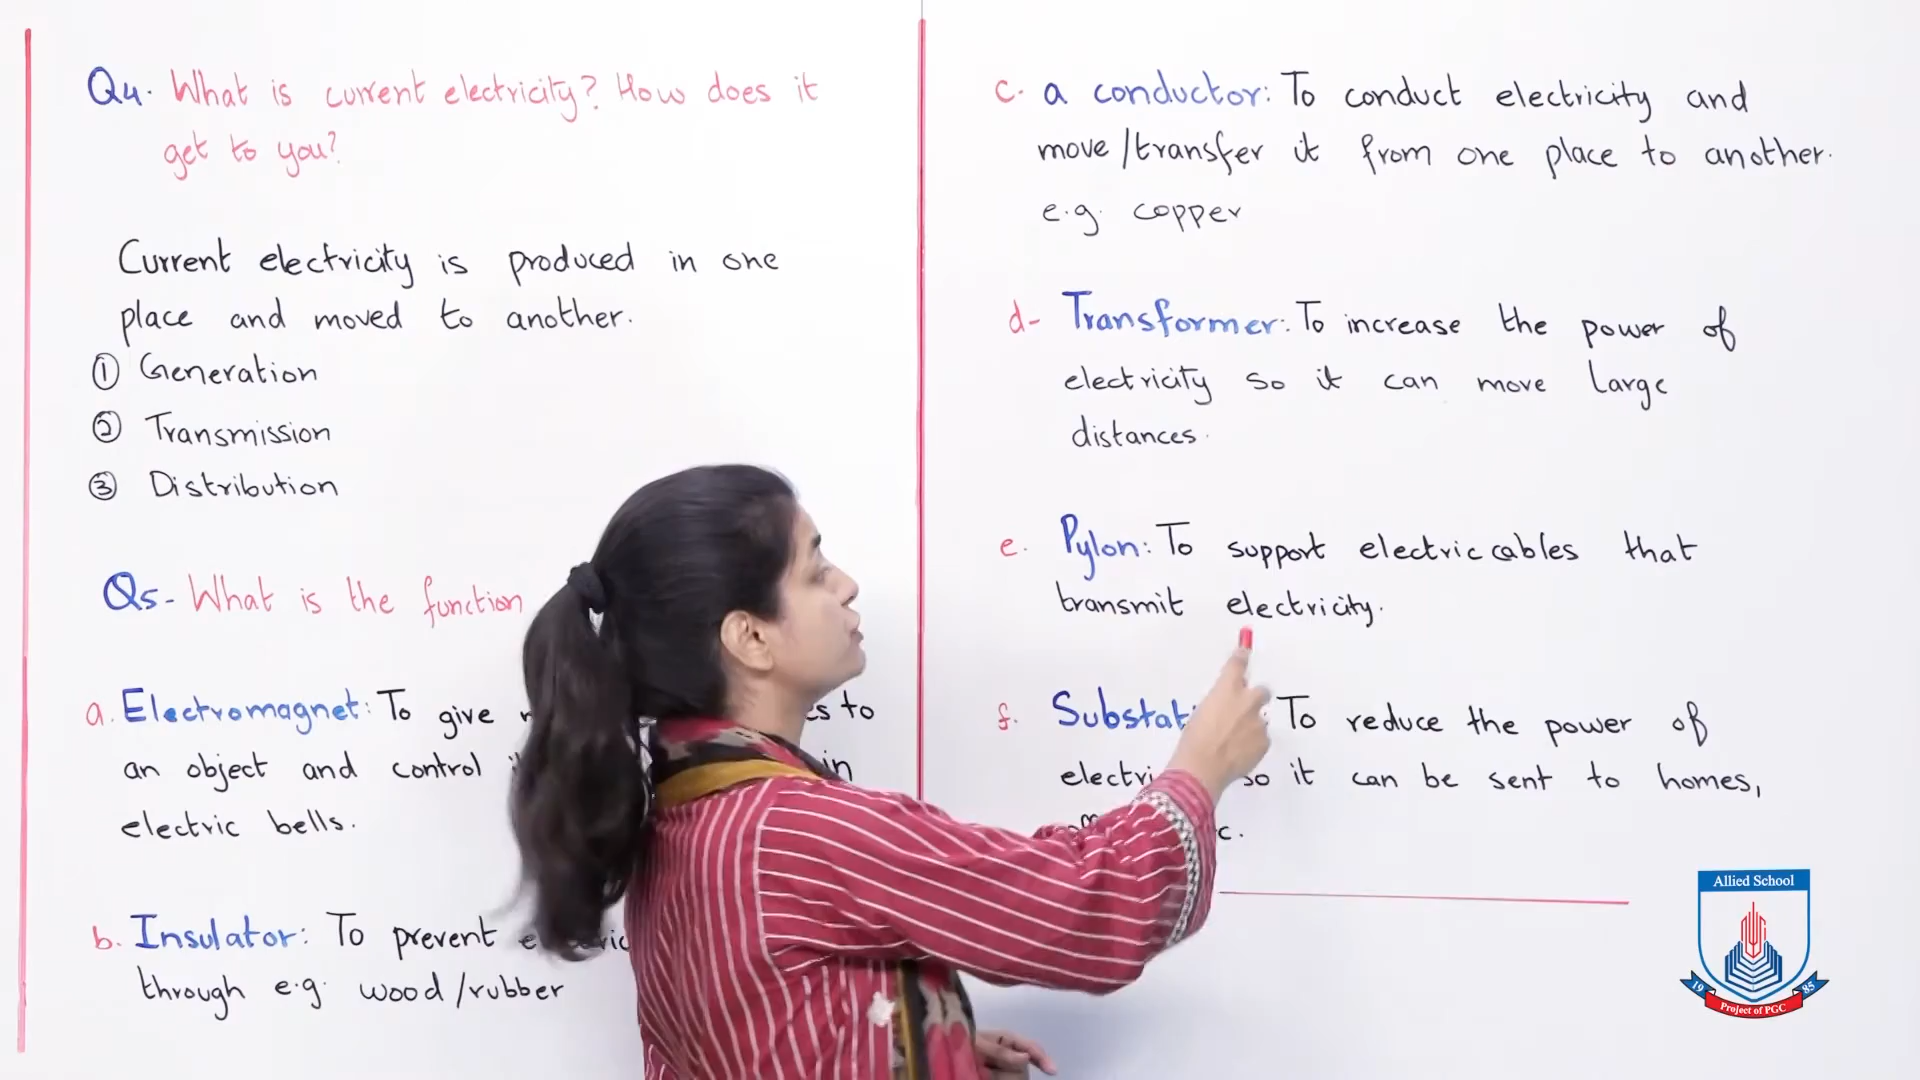 Q4. What is current electricity? How does it
get to you?
Current electricity is produced in one
place and moved to another.
① Generation
② Transmission
③ Distribution
Q5- What is the function
a. Electromagnet: To give to
an object and control in
electric bells.
b. Insulator: To prevent
through e.g. wood/rubber
c. a conductor: To conduct electricity and
move/transfer it from one place to another.
e.g. copper
d- Transformer: To increase the power of
electricity so it can move large
distances.
e. Pylon: To support electric cables that
transmit electricity.
f. To reduce the power of
so it can be sent to homes,
Allied School
19 85
Project of PGC